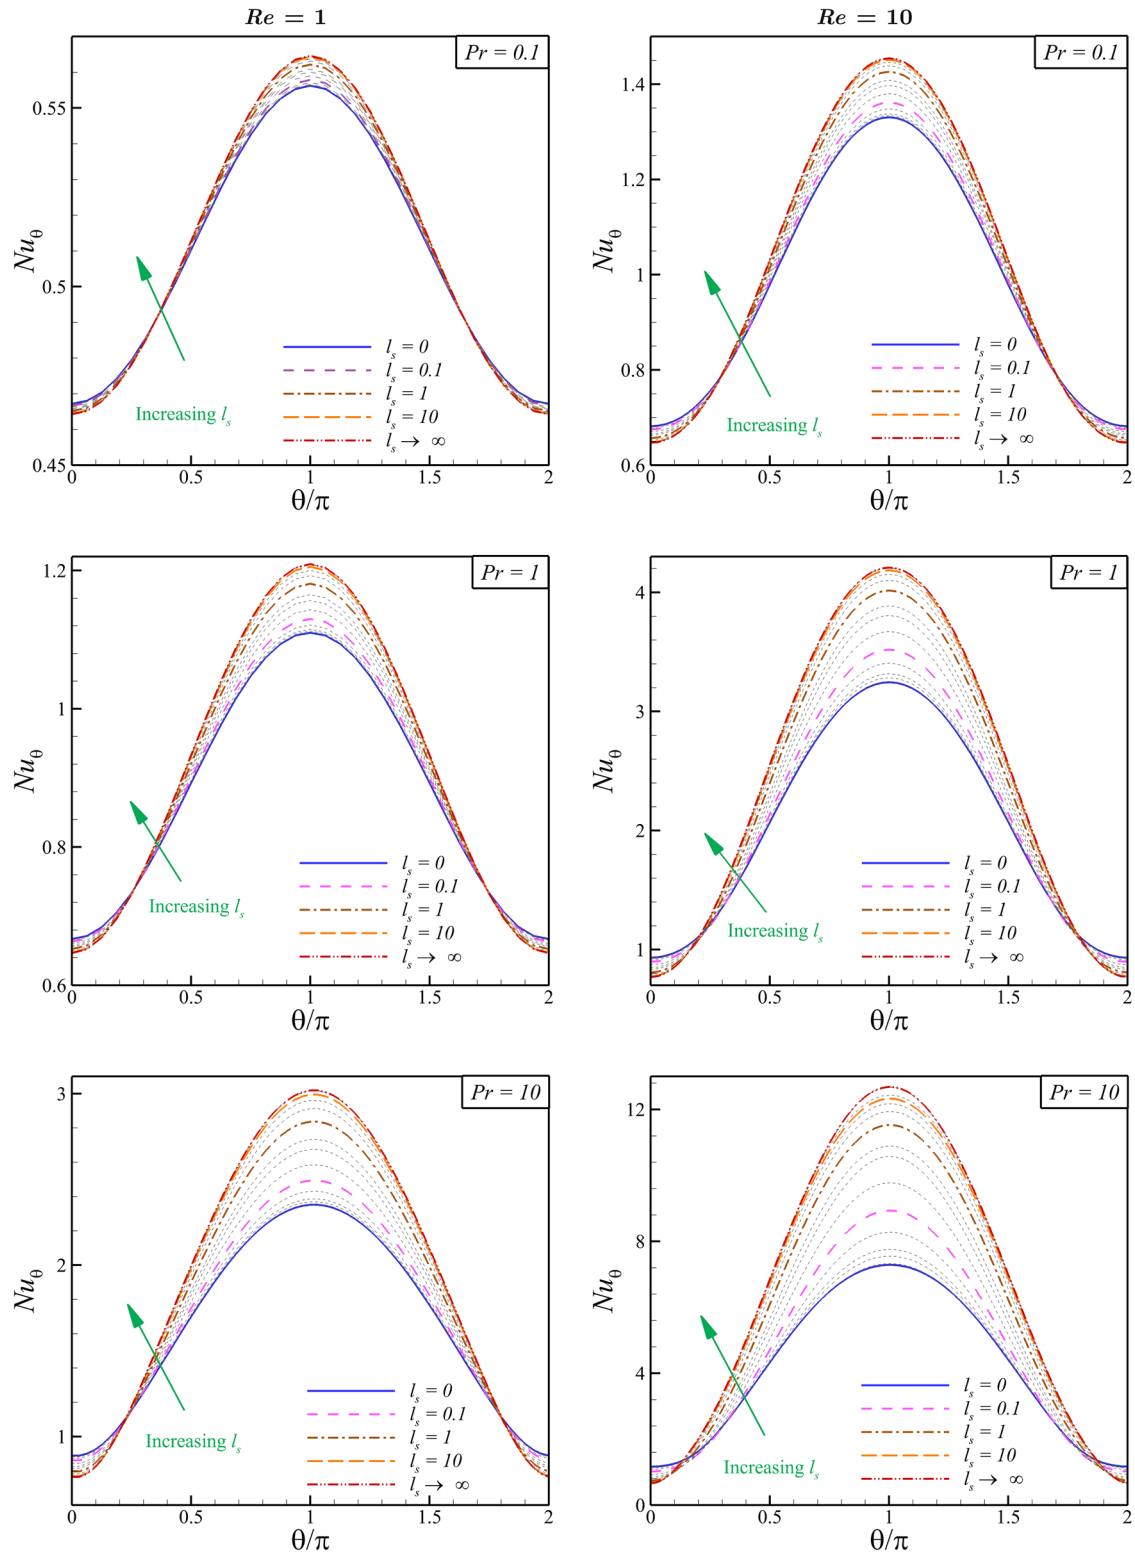 Re = 1
Re = 10
Pr = 0.1
0.55
0.5
0.45
Nuθ
Increasing ls
ls = 0
ls = 0.1
ls = 1
ls = 10
ls → ∞
0 0.5 1 1.5 2
θ/π
Pr = 0.1
1.4
1.2
1
0.8
0.6
Nuθ
Increasing ls
ls = 0
ls = 0.1
ls = 1
ls = 10
ls → ∞
0 0.5 1 1.5 2
θ/π
Pr = 1
1.2
1
0.8
0.6
Nuθ
Increasing ls
ls = 0
ls = 0.1
ls = 1
ls = 10
ls → ∞
0 0.5 1 1.5 2
θ/π
Pr = 1
4
3
2
1
Nuθ
Increasing ls
ls = 0
ls = 0.1
ls = 1
ls = 10
ls → ∞
0 0.5 1 1.5 2
θ/π
Pr = 10
3
2
1
Nuθ
Increasing ls
ls = 0
ls = 0.1
ls = 1
ls = 10
ls → ∞
0 0.5 1 1.5 2
θ/π
Pr = 10
12
8
4
0
Nuθ
Increasing ls
ls = 0
ls = 0.1
ls = 1
ls = 10
ls → ∞
0 0.5 1 1.5 2
θ/π